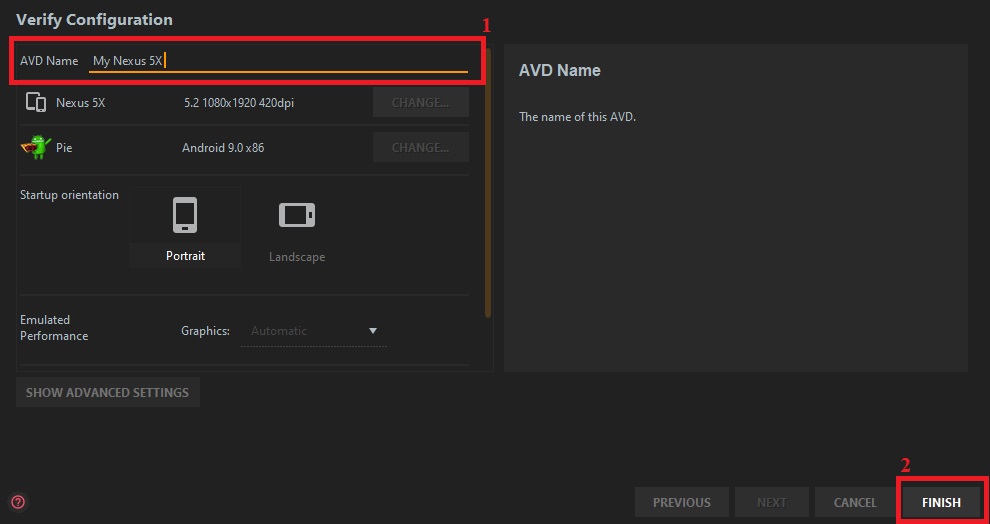 Verify Configuration
1
AVD Name My Nexus 5X
AVD Name
Nexus 5X 5.2 1080x1920 420dpi CHANGE...
The name of this AVD.
Pie Android 9.0 x86 CHANGE...
Startup orientation
Portrait Landscape
Emulated
Performance
Graphics: Automatic
SHOW ADVANCED SETTINGS
2
?
PREVIOUS NEXT CANCEL FINISH